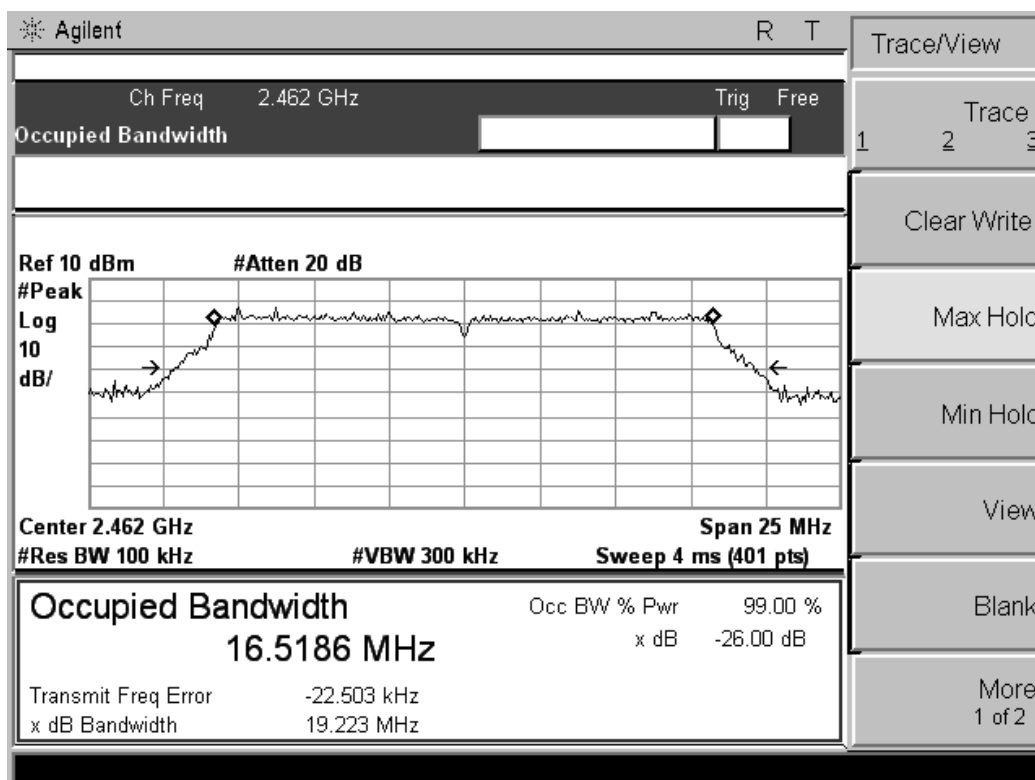 Agilent R T
Trace/View
Ch Freq 2.462 GHz Trig Free
Occupied Bandwidth
Trace
1 2 3
Clear Write
Max Hold
Min Hold
View
Blank
More
1 of 2
Ref 10 dBm #Atten 20 dB
#Peak
Log
10
dB/
Center 2.462 GHz Span 25 MHz
#Res BW 100 kHz #VBW 300 kHz Sweep 4 ms (401 pts)
Occupied Bandwidth Occ BW % Pwr 99.00 %
16.5186 MHz x dB -26.00 dB
Transmit Freq Error -22.503 kHz
x dB Bandwidth 19.223 MHz